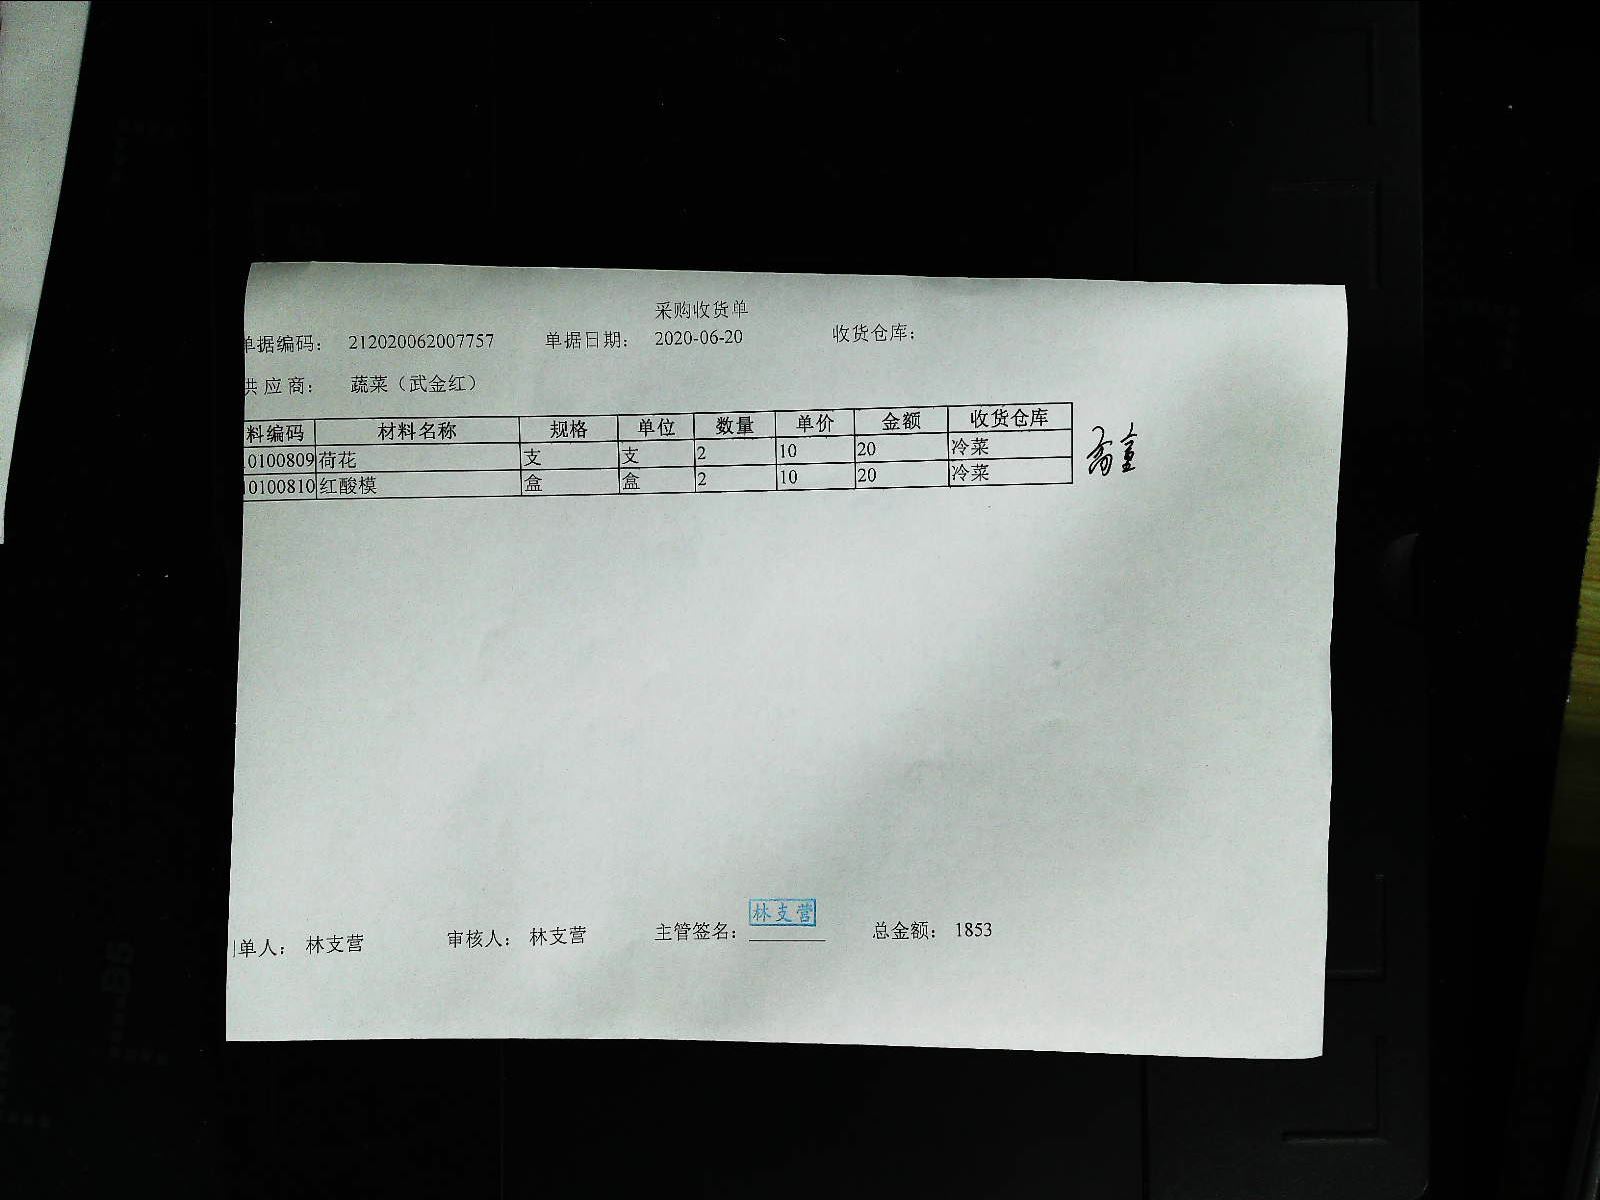 采购收货单
单据编码： 212020062007757 单据日期： 2020-06-20 收货仓库：
供应商： 蔬菜（武金红）
料编码 材料名称 规格 单位 数量 单价 金额 收货仓库
0100809 荷花 支 支 2 10 20 冷菜
0100810 红酸模 盒 盒 2 10 20 冷菜
林支营
单人： 林支营 审核人： 林支营 主管签名： 总金额： 1853